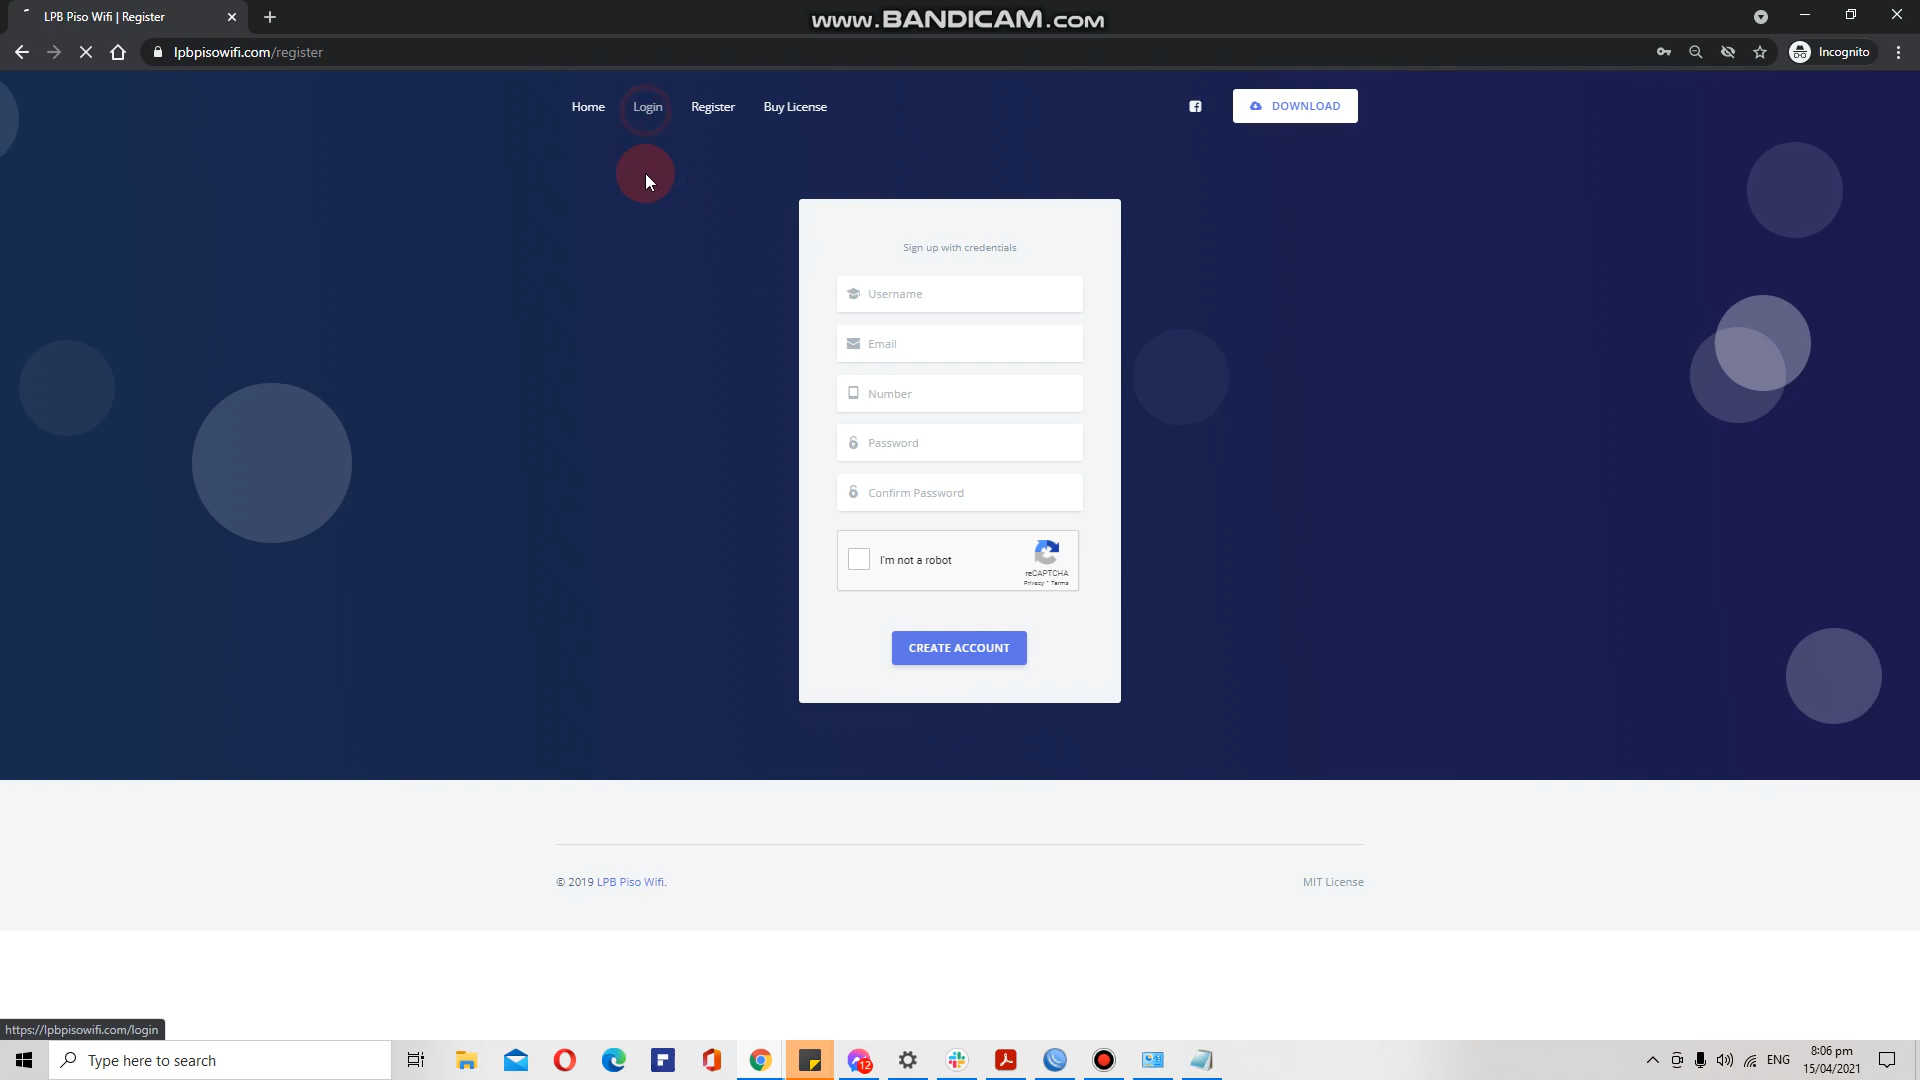 LPB Piso Wifi | Register
www.BANDICAM.com
lpbpisowifi.com/register
Incognito
Home
Login
Register
Buy License
DOWNLOAD
Sign up with credentials
Username
Email
Number
Password
Confirm Password
I'm not a robot
reCAPTCHA
Privacy - Terms
CREATE ACCOUNT
© 2019 LPB Piso Wifi.
MIT License
https://lpbpisowifi.com/login
Type here to search
12
ENG
8:06 pm
15/04/2021